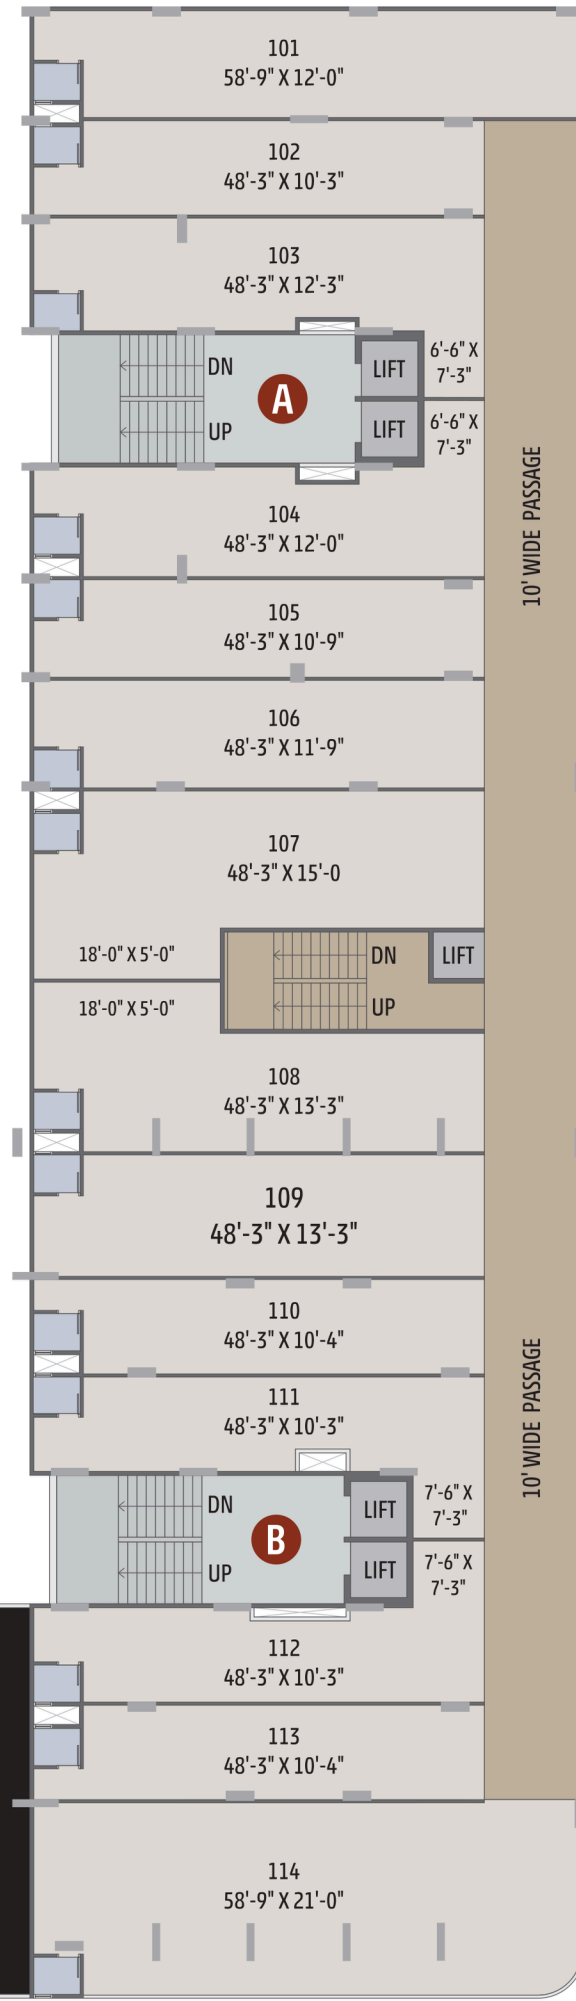 101
58'-9" X 12'-0"
102
48'-3" X 10'-3"
103
48'-3" X 12'-3"
DN
UP
A
LIFT
LIFT
6'-6" X
7'-3"
6'-6" X
7'-3"
10' WIDE PASSAGE
104
48'-3" X 12'-0"
105
48'-3" X 10'-9"
106
48'-3" X 11'-9"
107
48'-3" X 15'-0
18'-0" X 5'-0"
18'-0" X 5'-0"
DN
UP
LIFT
108
48'-3" X 13'-3"
109
48'-3" X 13'-3"
110
48'-3" X 10'-4"
111
48'-3" X 10'-3"
10' WIDE PASSAGE
DN
UP
B
LIFT
LIFT
7'-6" X
7'-3"
7'-6" X
7'-3"
112
48'-3" X 10'-3"
113
48'-3" X 10'-4"
114
58'-9" X 21'-0"